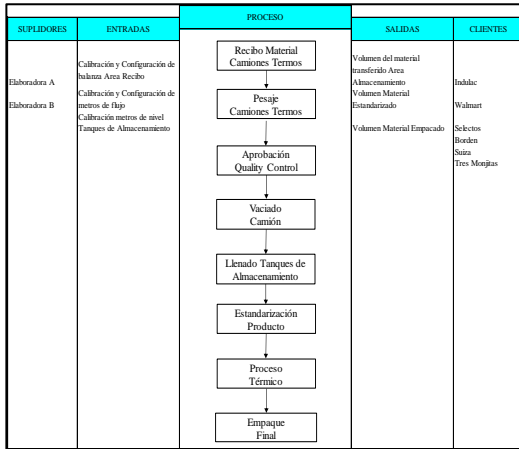 SUPLIDORES
ENTRADAS
PROCESO
SALIDAS
CLIENTES
Elaboradora A
Elaboradora B
Calibración y Configuración de
balanza Area Recibo
Calibración y Configuración de
metros de flujo
Calibración metros de nivel
Tanques de Almacenamiento
Recibo Material
Camiones Termos
Pesaje
Camiones Termos
Aprobación
Quality Control
Vaciado
Camión
Llenado Tanques de
Almacenamiento
Estandarización
Producto
Proceso
Térmico
Empaque
Final
Volumen del material
transferido Area
Almacenamiento
Volumen Material
Estandarizado
Volumen Material Empacado
Indulac
Walmart
Selectos
Borden
Suiza
Tres Monjitas